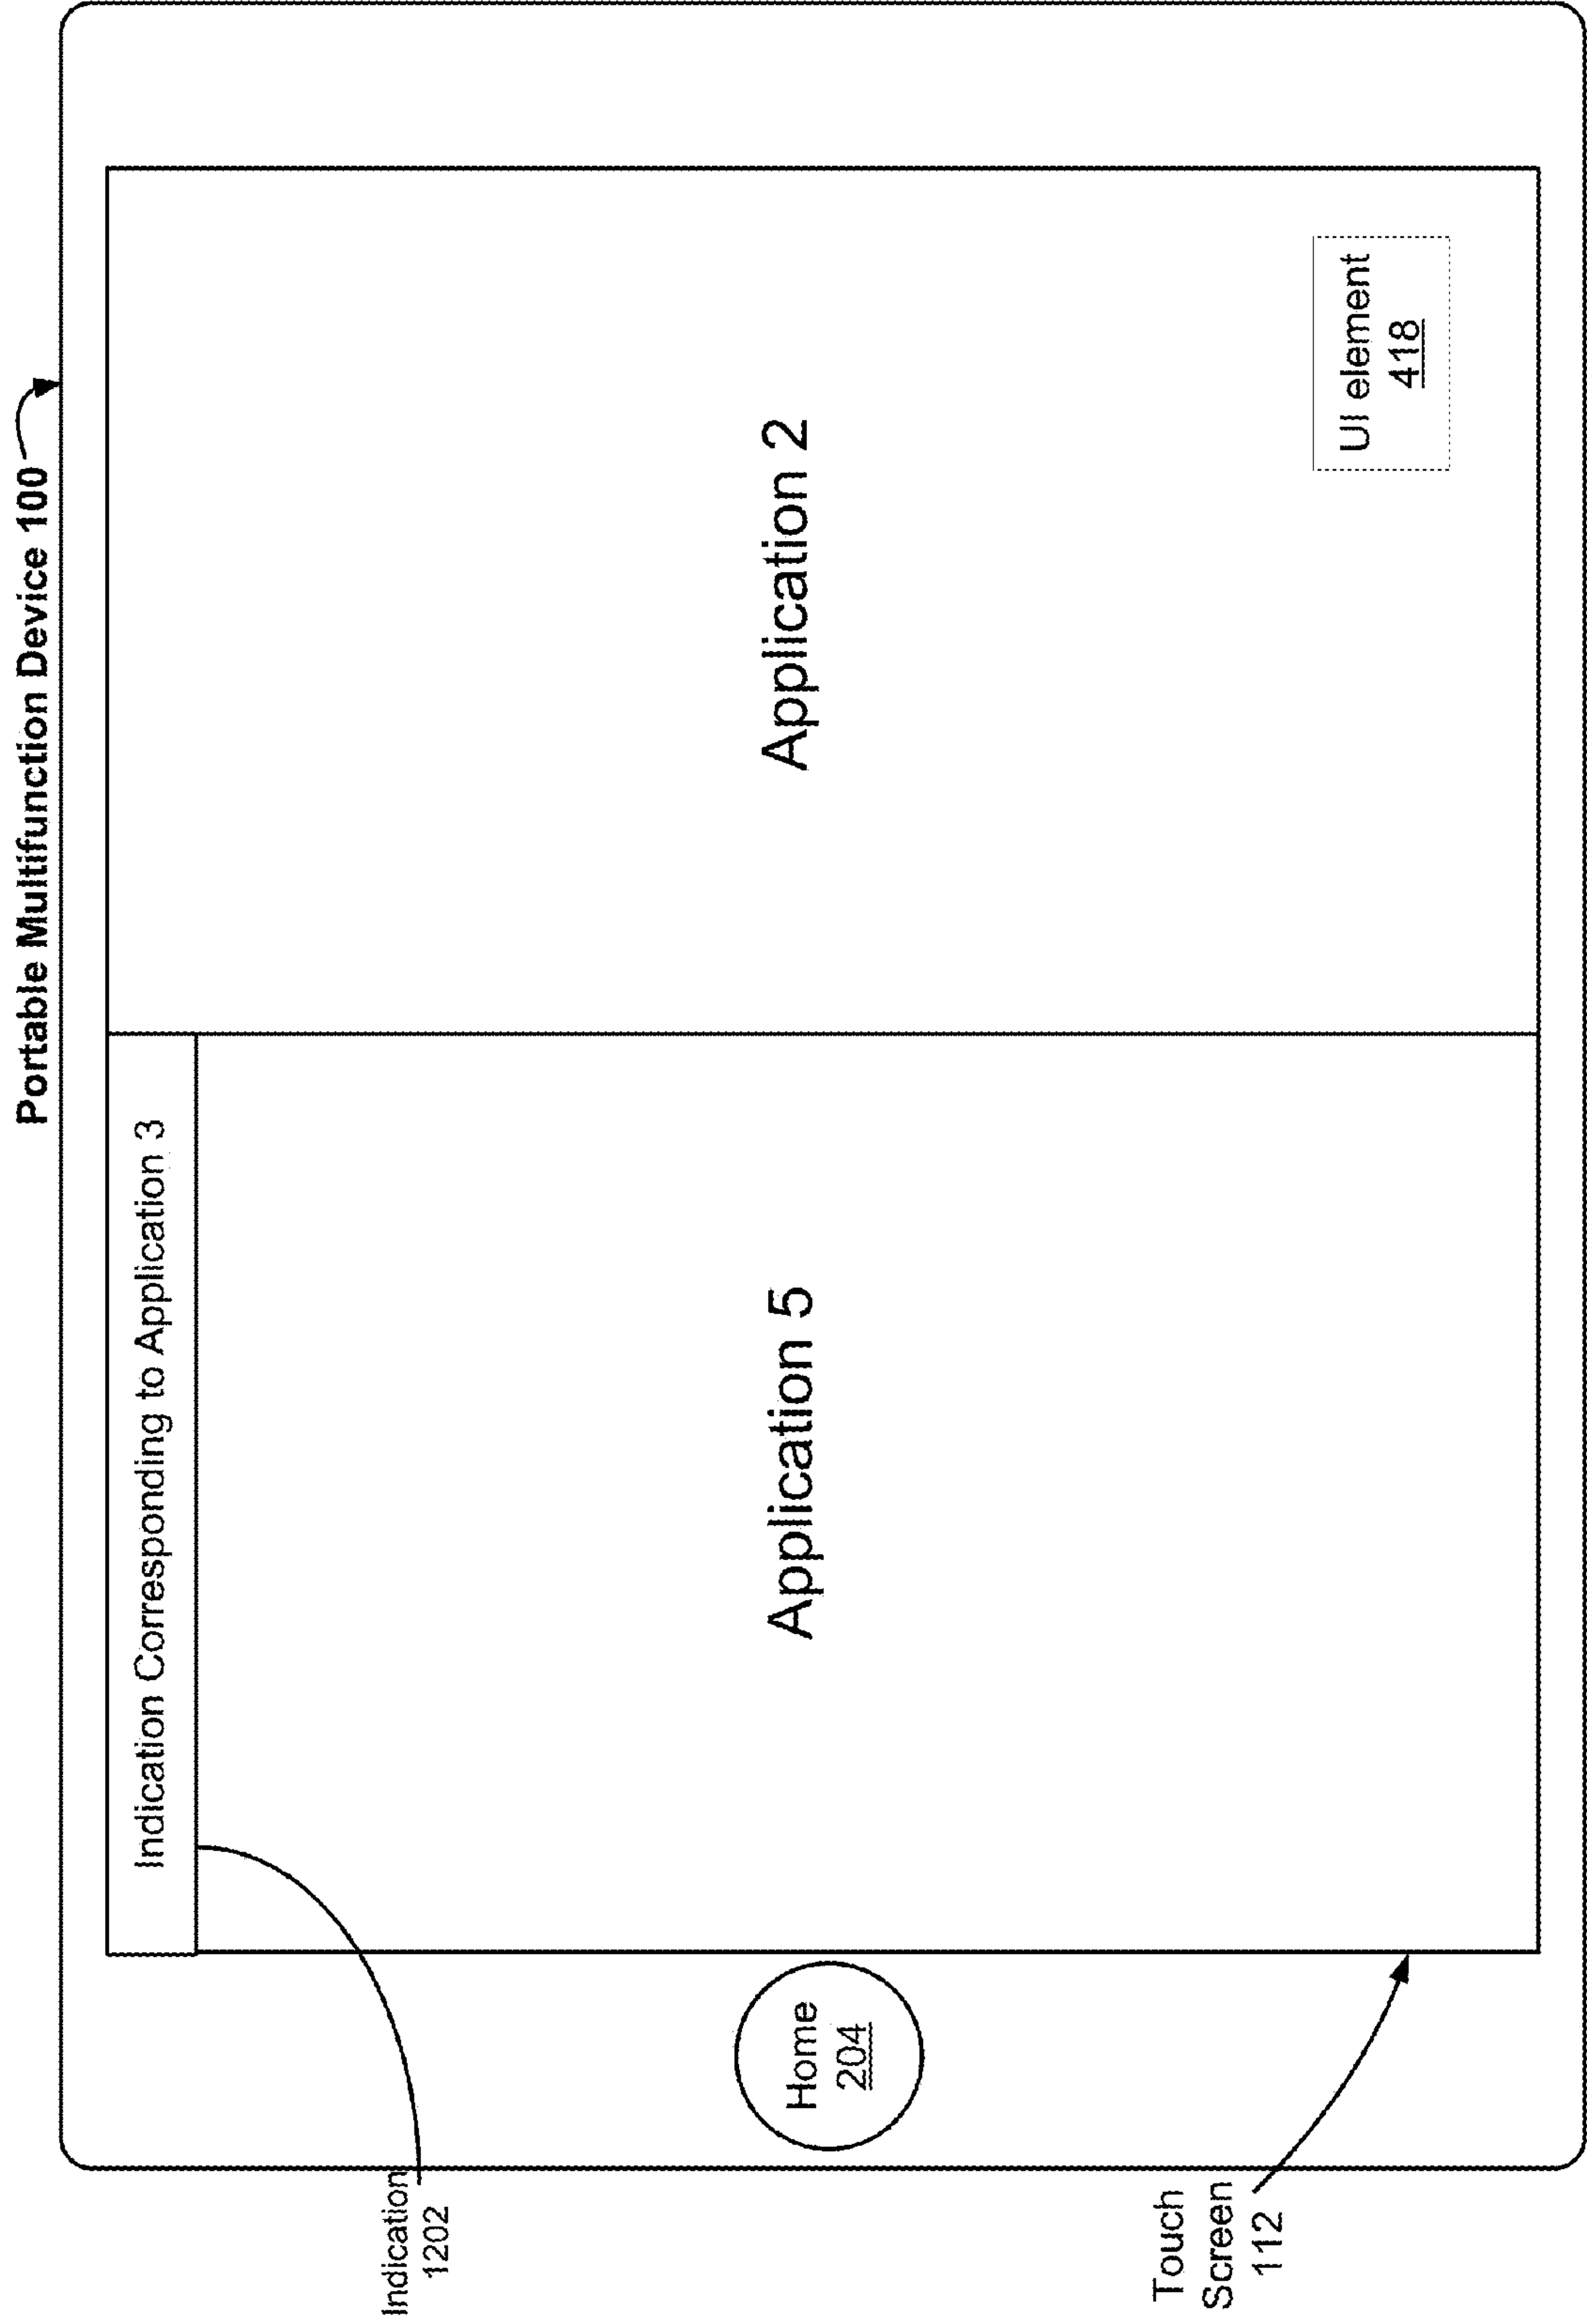 Portable Multifunction Device 100
Indication Corresponding to Application 3
Indication
1202
Application 5
Application 2
Home
204
UI element
418
Touch
Screen
112